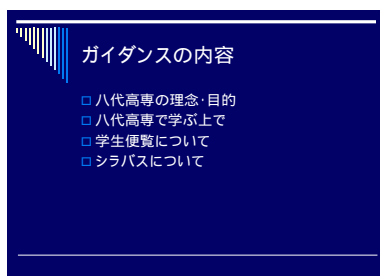 ガイダンスの内容
八代高専の理念･目的
八代高専で学ぶ上で
学生便覧について
シラバスについて